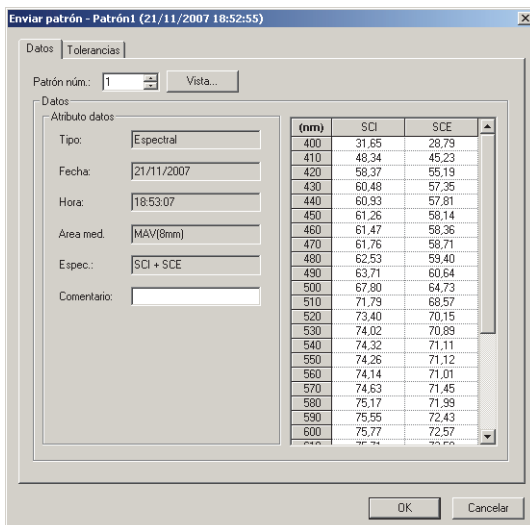 Enviar patrón - Patrón1 (21/11/2007 18:52:55)
Datos Tolerancias
Patrón núm.: 1 Vista...
Datos
Atributo datos
Tipo: Espectral
Fecha: 21/11/2007
Hora: 18:53:07
Area med. MAV(8mm)
Espec.: SCI + SCE
Comentario:
(nm) SCI SCE
400 31,65 28,79
410 48,34 45,23
420 58,37 55,19
430 60,48 57,35
440 60,93 57,81
450 61,26 58,14
460 61,47 58,36
470 61,76 58,71
480 62,53 59,40
490 63,71 60,64
500 67,80 64,73
510 71,79 68,57
520 73,40 70,15
530 74,02 70,89
540 74,32 71,11
550 74,26 71,12
560 74,14 71,01
570 74,63 71,45
580 75,17 71,99
590 75,55 72,43
600 75,77 72,57
OK Cancelar